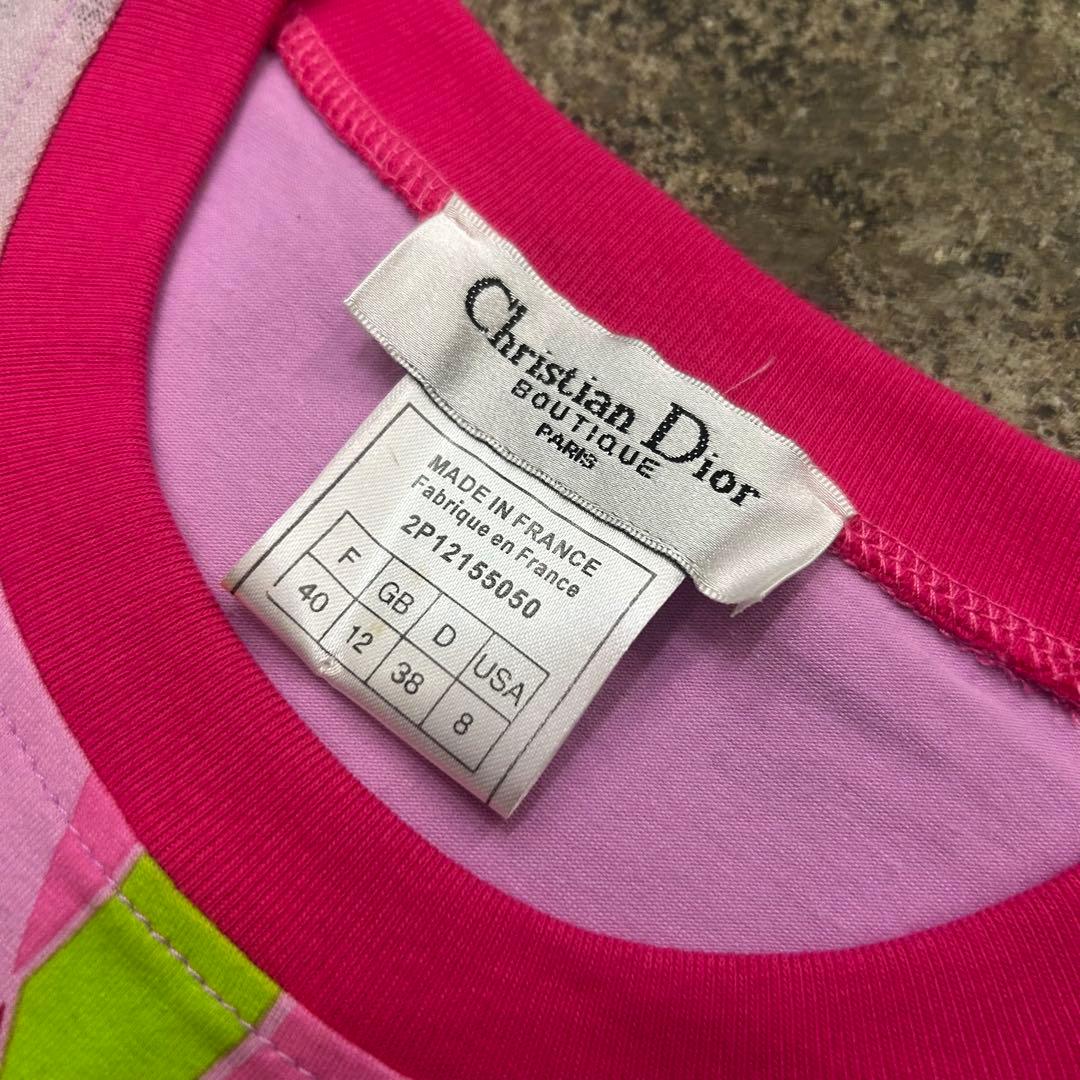 Christian Dior
BOUTIQUE
PARIS
MADE IN FRANCE
Fabrique en France
2P12155050
F GB D USA
40 12 38 8